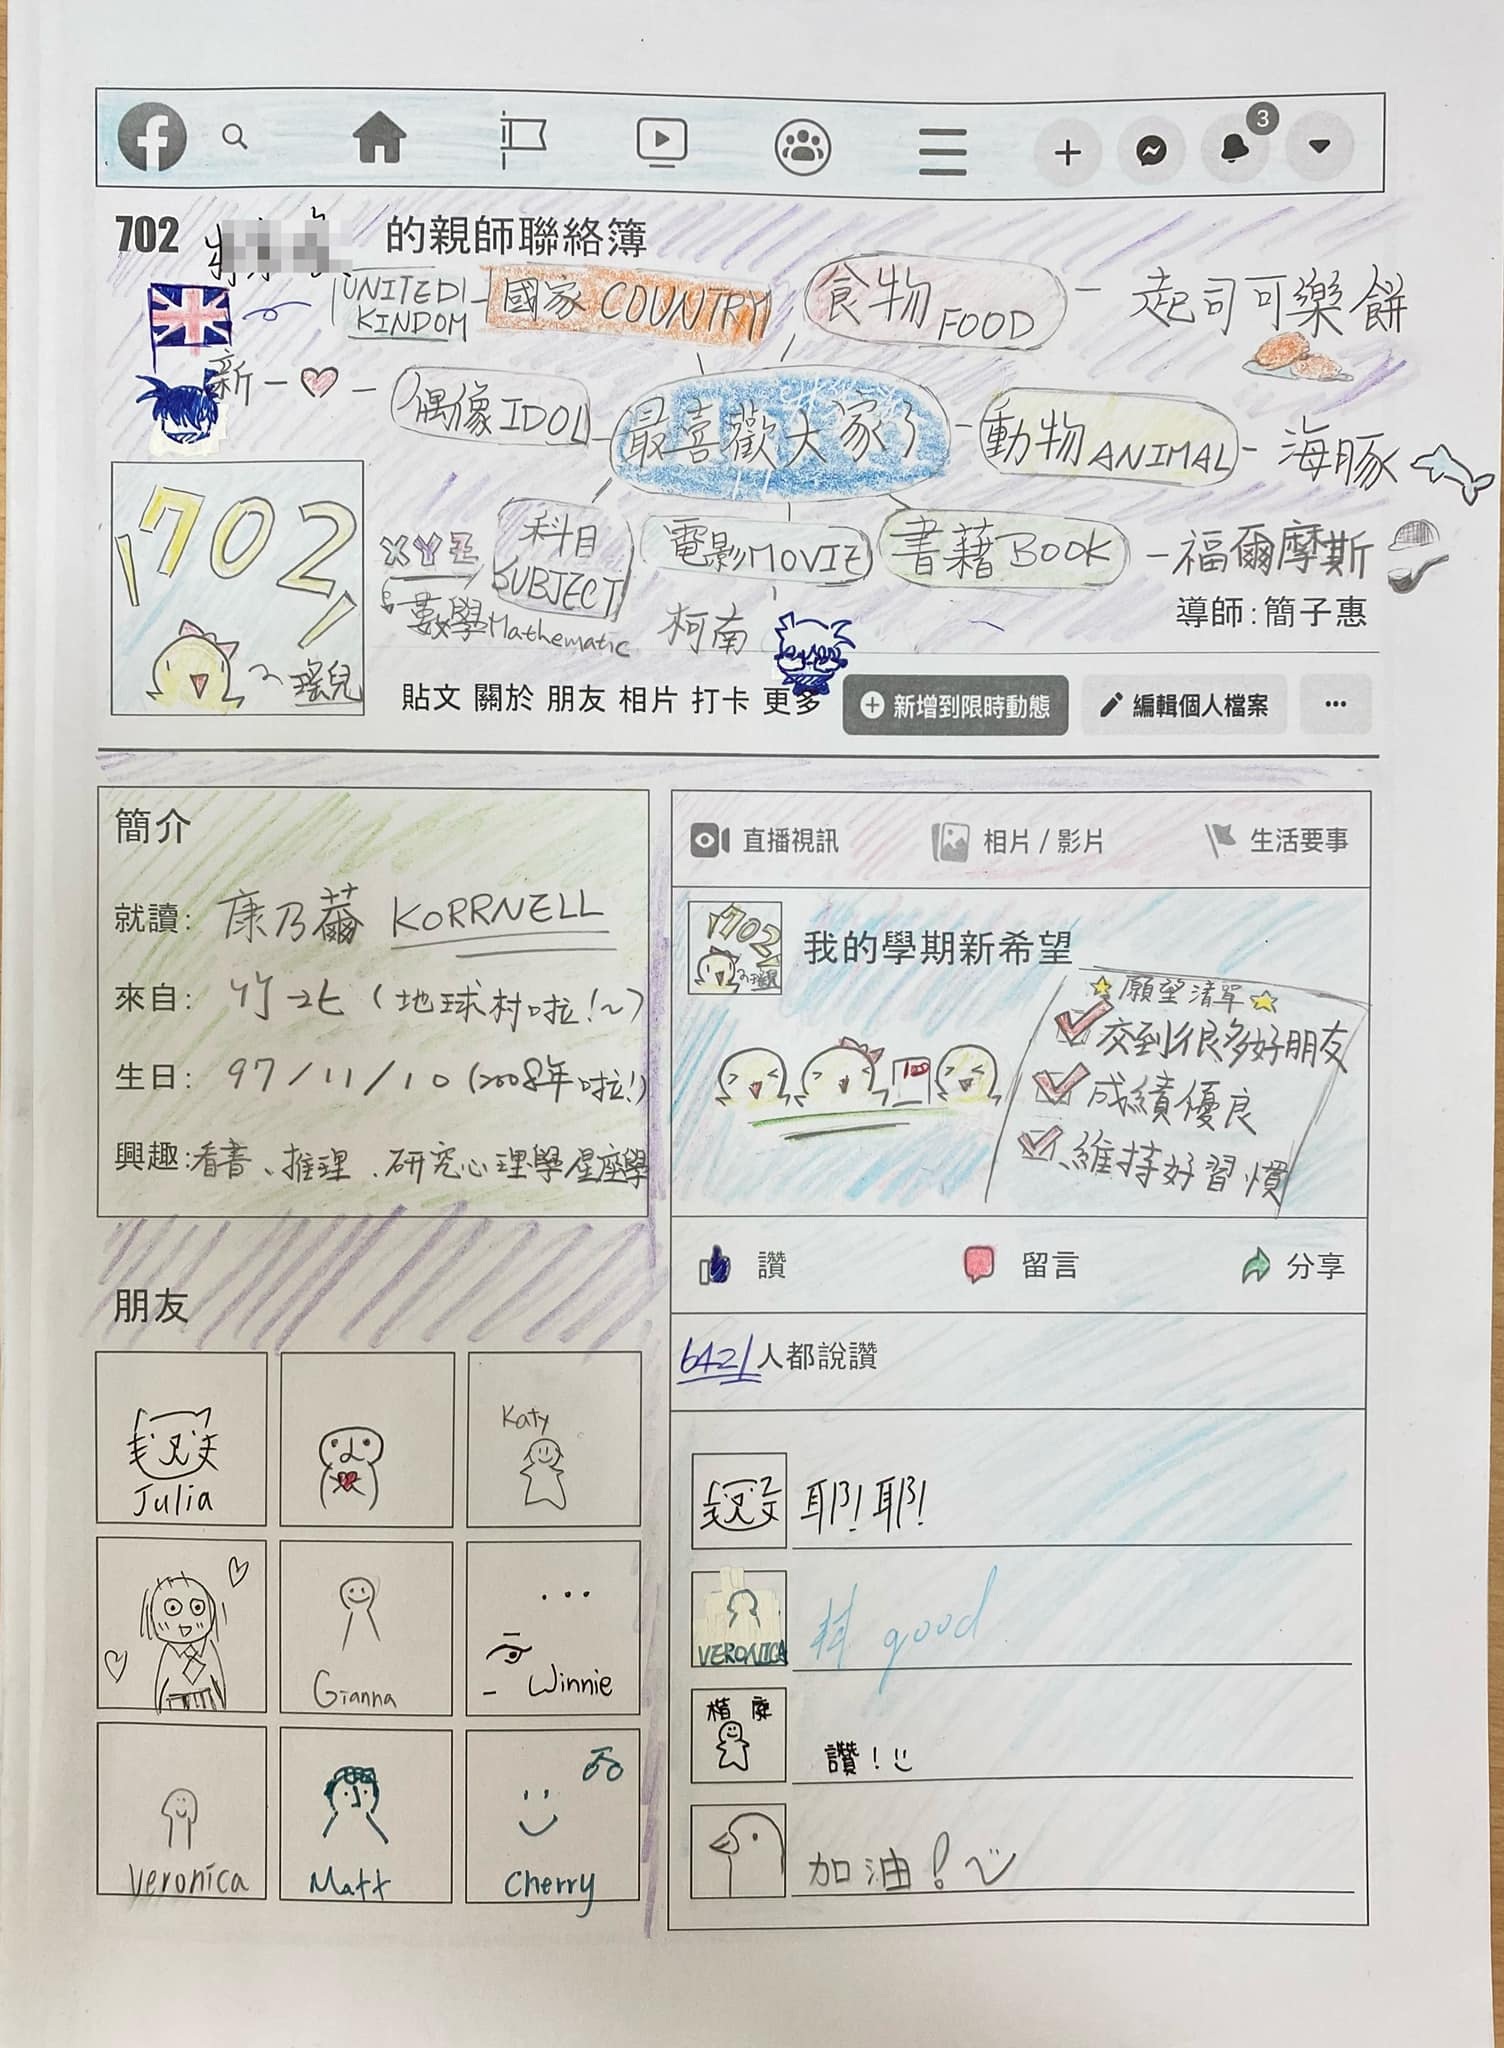 3
702
的親師聯絡簿
UNITED KINDOM
國家 COUNTRY
食物 FOOD
起司可樂餅
新一
偶像 IDOL
最喜歡大家了
動物 ANIMAL
海豚
XYZ
數學 Mathematic
科目 SUBJECT
電影 MOVIE
柯南
書藉 BOOK
福爾摩斯
導師:簡子惠
702
瑤兒
貼文 關於 朋友 相片 打卡 更多
新增到限時動態
編輯個人檔案
簡介
就讀: 康乃薾 KORRNELL
來自: 竹北(地球村啦!~)
生日: 97/11/10(2008年啦!)
興趣:看書、推理、研究心理學星座學
朋友
Julia
Katy
Gianna
Winnie
Veronica
Matt
Cherry
直播視訊
相片 / 影片
生活要事
702
我的學期新希望
願望清單
交到很多好朋友
成績優良
維持好習慣
100
讚
留言
分享
6421人都說讚
耶!耶!
VERONICA
good
讚!
加油!